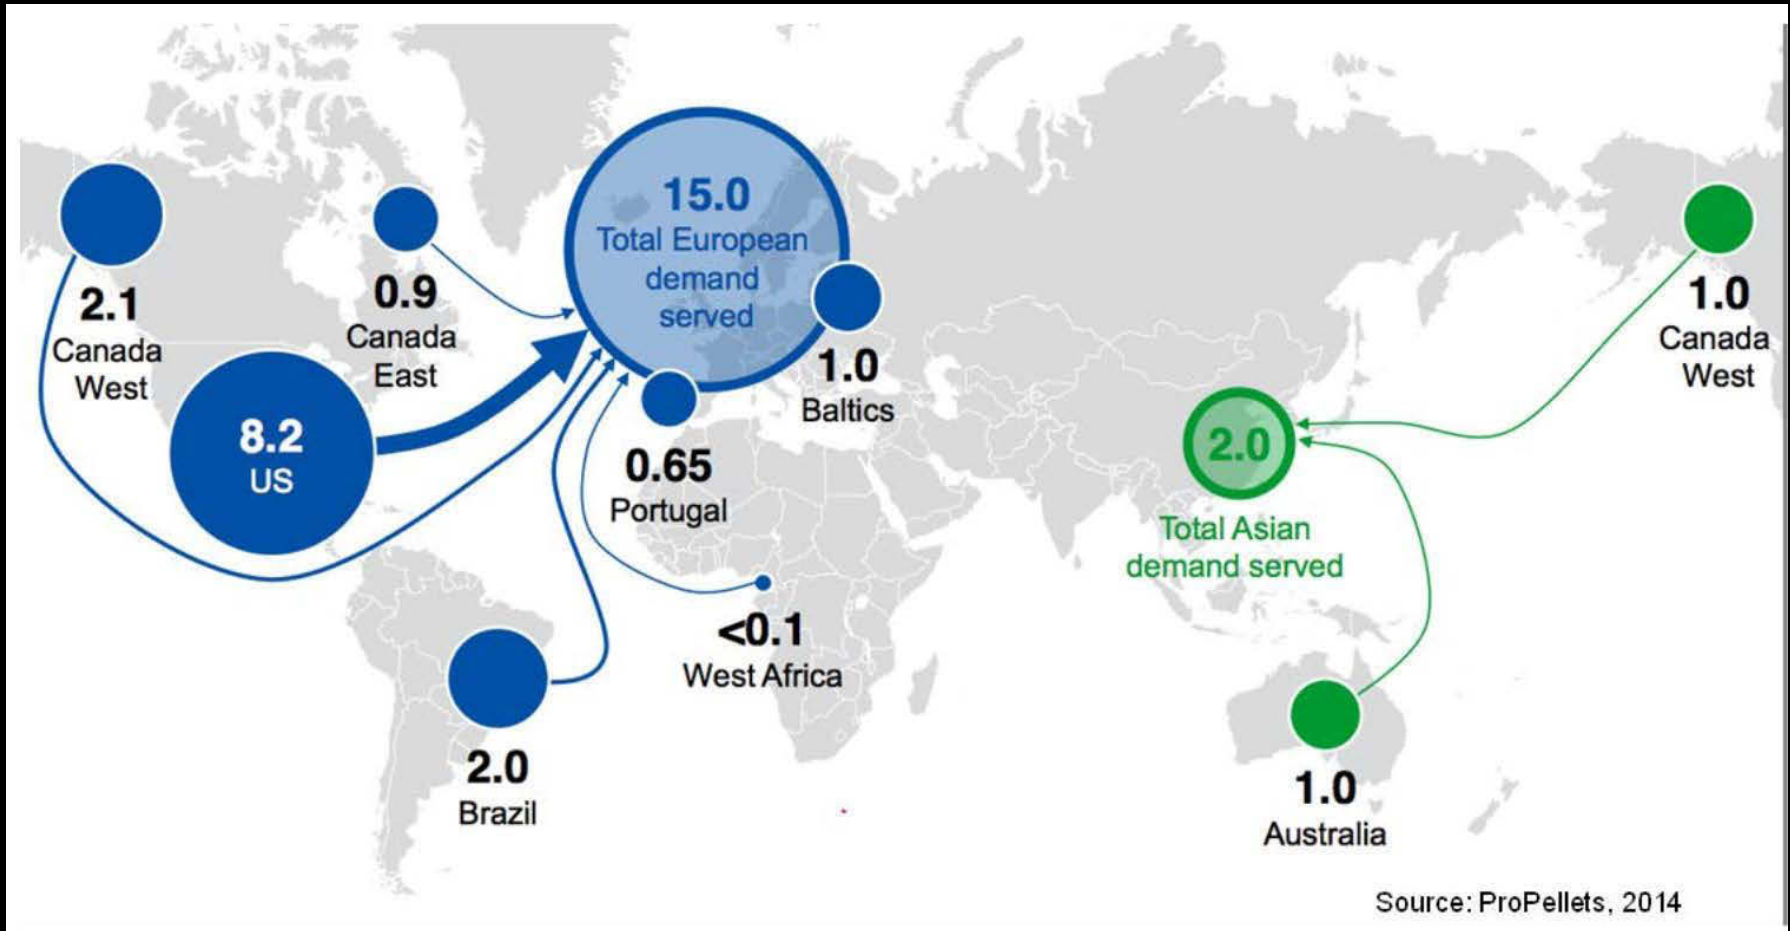 15.0
Total European
demand
served
2.1
Canada
West
0.9
Canada
East
8.2
US
1.0
Baltics
0.65
Portugal
<0.1
West Africa
2.0
Brazil
1.0
Canada
West
2.0
Total Asian
demand served
1.0
Australia
Source: ProPellets, 2014